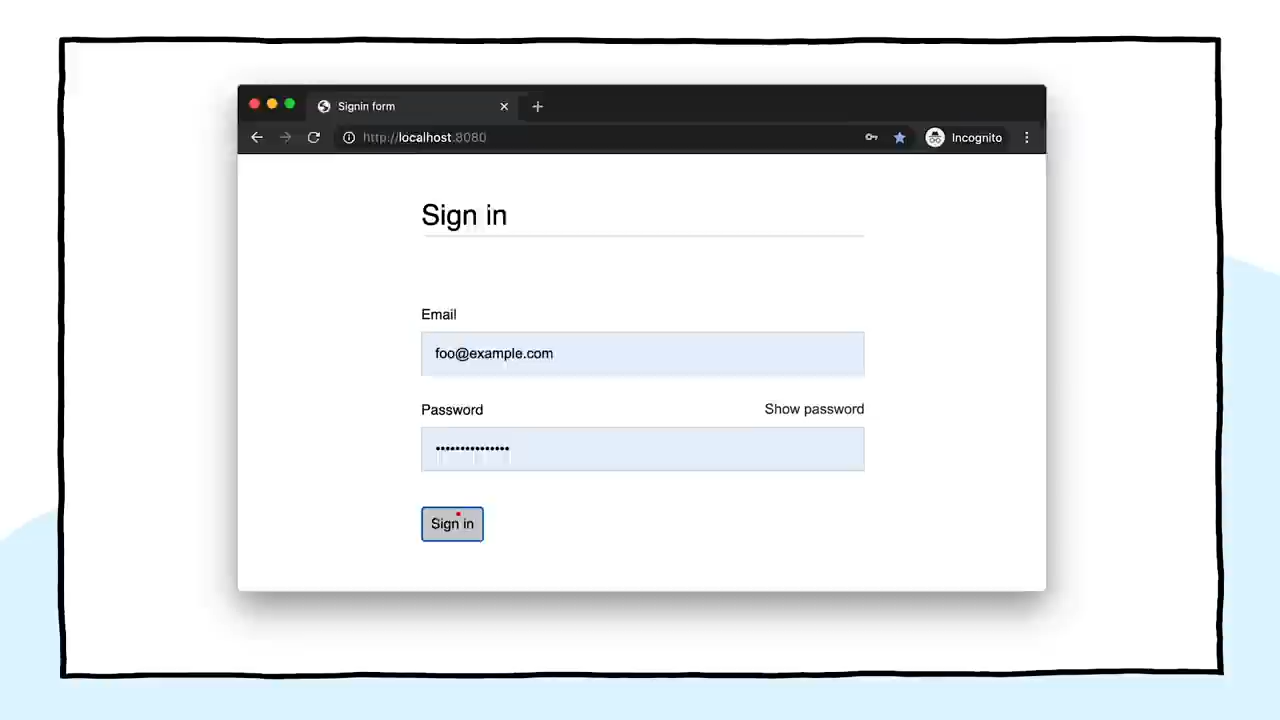 Signin form
http://localhost:8080
Incognito
Sign in
Email
foo@example.com
Password Show password
Sign in